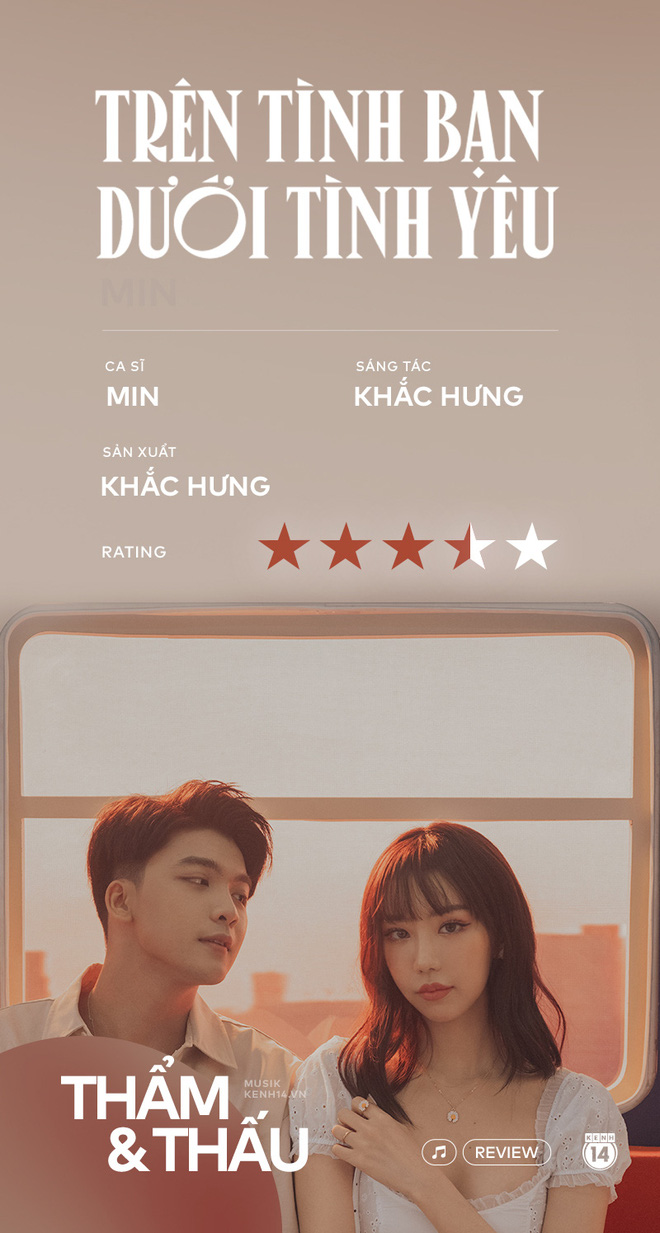 TRÊN TÌNH BẠN
DƯỚI TÌNH YÊU
MIN
CA SĨ
MIN
SÁNG TÁC
KHẮC HƯNG
SẢN XUẤT
KHẮC HƯNG
RATING
THẨM
& THẤU
MUSIK
KENH14.VN
REVIEW
KENH
14